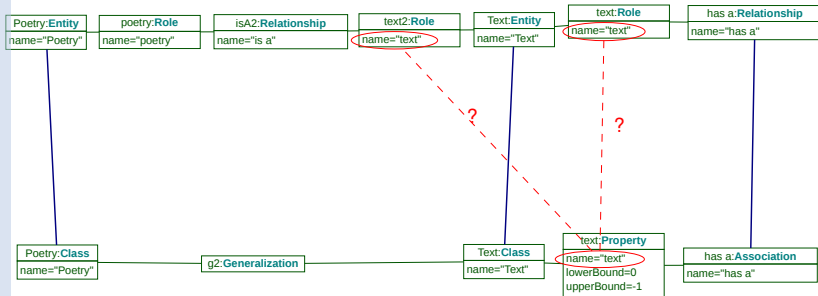 Poetry:Entity
name="Poetry"
poetry:Role
name="poetry"
isA2:Relationship
name="is a"
text2:Role
name="text"
Text:Entity
name="Text"
text:Role
name="text"
has a:Relationship
name="has a"
?
?
Poetry:Class
name="Poetry"
g2:Generalization
Text:Class
name="Text"
text:Property
name="text"
lowerBound=0
upperBound=-1
has a:Association
name="has a"